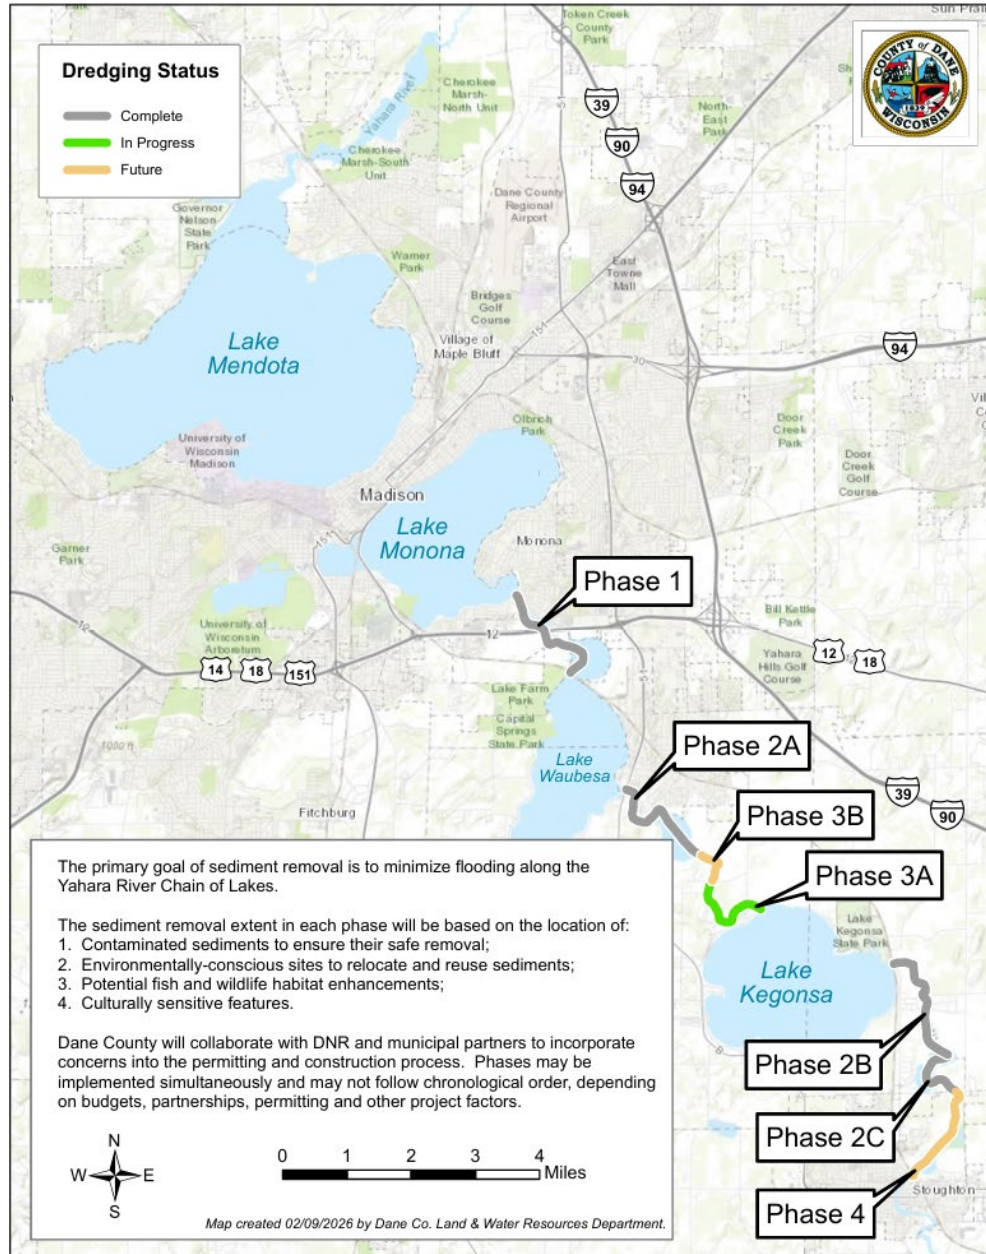 Dredging Status
Complete
In Progress
Future
COUNTY of DANE
1839
WISCONSIN
Token Creek
County
Park
Cherokee
Marsh-
North Unit
Yahara River
Cherokee
Marsh-South
Unit
39
90
94
North-
East
Park
Governor
Nelson
State
Park
Dane County
Regional
Airport
Warner
Park
East
Towne
Mall
Bridges
Golf
Course
151
Lake
Mendota
Village of
Maple Bluff
30
94
Olbrich
Park
Door
Creek
Park
University of
Wisconsin
Madison
Door
Creek
Golf
Course
Madison
Lake
Monona
151
Monona
Garner
Park
Phase 1
12
12
Bill Kettle
Park
University of
Wisconsin
Arboretum
14
18
151
Yahara
Hills Golf
Course
12
18
Lake Farm
Park
Capital
Springs
State Park
Phase 2A
Lake
Waubesa
39
90
Fitchburg
Phase 3B
Phase 3A
Lake
Kegonsa
State Park
Lake
Kegonsa
Phase 2B
Phase 2C
Phase 4
Stoughton
The primary goal of sediment removal is to minimize flooding along the
Yahara River Chain of Lakes.
The sediment removal extent in each phase will be based on the location of:
1. Contaminated sediments to ensure their safe removal;
2. Environmentally-conscious sites to relocate and reuse sediments;
3. Potential fish and wildlife habitat enhancements;
4. Culturally sensitive features.
Dane County will collaborate with DNR and municipal partners to incorporate
concerns into the permitting and construction process. Phases may be
implemented simultaneously and may not follow chronological order, depending
on budgets, partnerships, permitting and other project factors.
N
W E
S
0 1 2 3 4
Miles
Map created 02/09/2026 by Dane Co. Land & Water Resources Department.